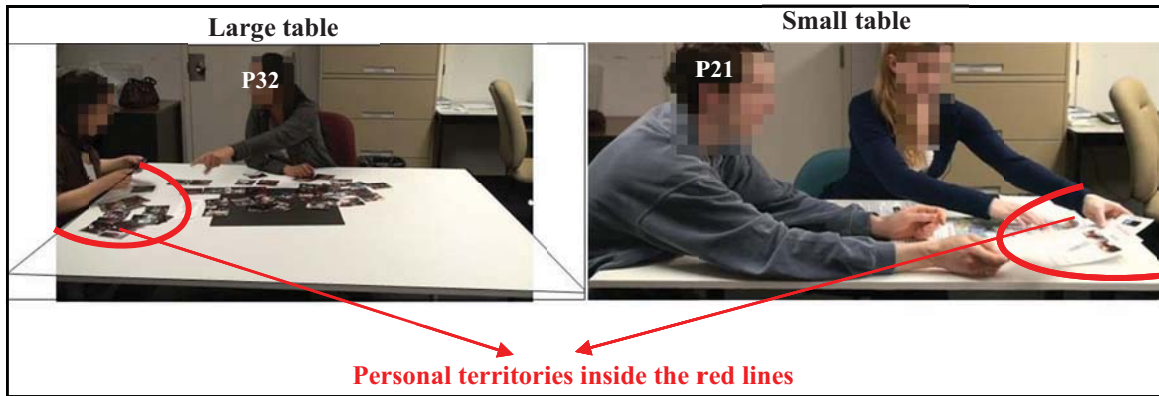 Large table
Small table
P32
P21
Personal territories inside the red lines